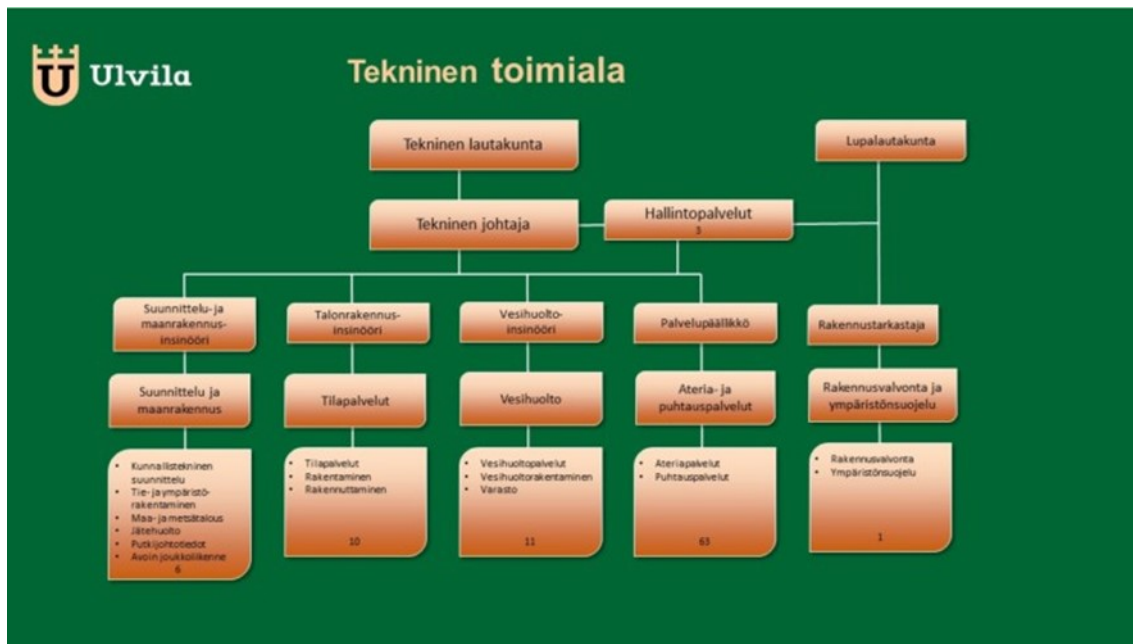 Ulvila
Tekninen toimiala
Tekninen lautakunta
Lupalautakunta
Tekninen johtaja
Hallintopalvelut
3
Suunnittelu- ja
maanrakennus-
insinööri
Talonrakennus-
insinööri
Vesihuolto-
insinööri
Palvelupäällikkö
Rakennustarkastaja
Suunnittelu ja
maanrakennus
Tilapalvelut
Vesihuolto
Ateria- ja
puhtauspalvelut
Rakennusvalvonta ja
ympäristönsuojelu
• Kunnallistekninen
suunnittelu
• Tie- ja ympäristö-
rakentaminen
• Maa- ja metsätalous
• Jätehuolto
• Putkijohtotiedot
• Avoin joukkoliikenne
6
• Tilapalvelut
• Rakentaminen
• Rakennuttaminen
10
• Vesihuoltopalvelut
• Vesihuoltorakentaminen
• Varasto
11
• Ateriapalvelut
• Puhtauspalvelut
63
• Rakennusvalvonta
• Ympäristönsuojelu
1